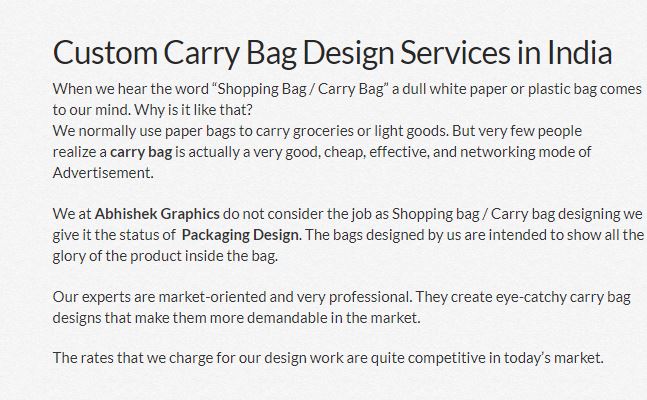 Custom Carry Bag Design Services in India
When we hear the word “Shopping Bag / Carry Bag” a dull white paper or plastic bag comes
to our mind. Why is it like that?
We normally use paper bags to carry groceries or light goods. But very few people
realize a carry bag is actually a very good, cheap, effective, and networking mode of
Advertisement.
We at Abhishek Graphics do not consider the job as Shopping bag / Carry bag designing we
give it the status of Packaging Design. The bags designed by us are intended to show all the
glory of the product inside the bag.
Our experts are market-oriented and very professional. They create eye-catchy carry bag
designs that make them more demandable in the market.
The rates that we charge for our design work are quite competitive in today’s market.